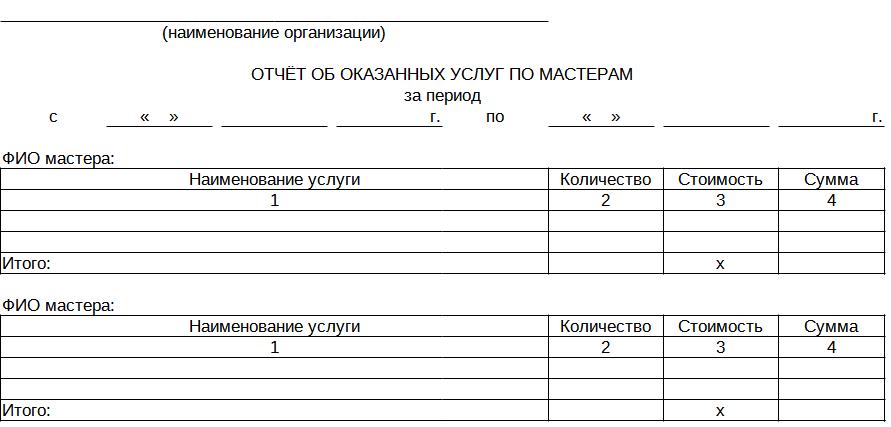 (наименование организации)
ОТЧЁТ ОБ ОКАЗАННЫХ УСЛУГ ПО МАСТЕРАМ
за период
с « » г. по « » г.
ФИО мастера:
Наименование услуги Количество Стоимость Сумма
1 2 3 4
Итого: х
ФИО мастера:
Наименование услуги Количество Стоимость Сумма
1 2 3 4
Итого: х